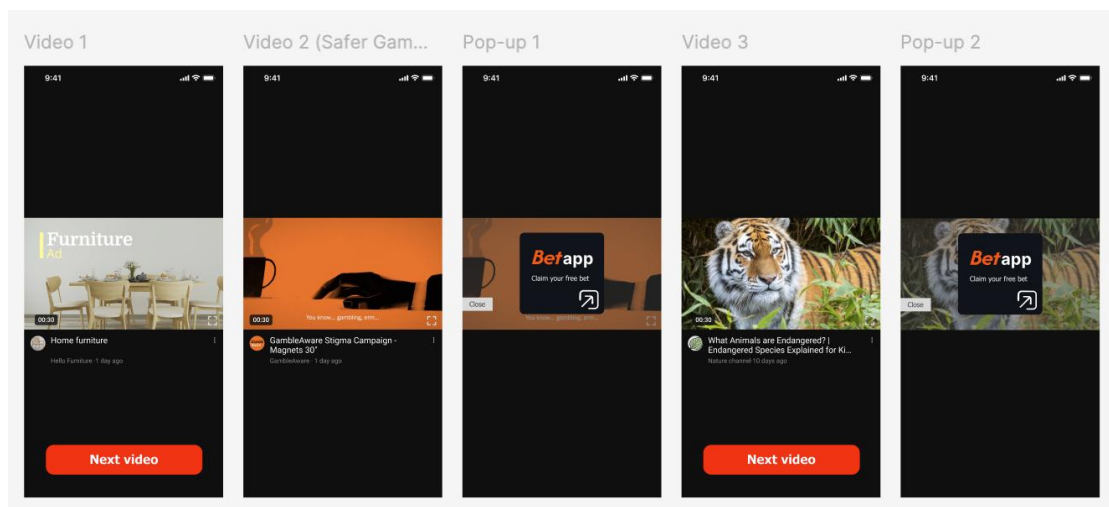 Video 1
Video 2 (Safer Gam...
Pop-up 1
Video 3
Pop-up 2
9:41
Furniture
Ad
00:30
Home furniture
Hello Furniture ·1 day ago
Next video
9:41
00:30
You know... gambling, erm...
GambleAware Stigma Campaign -
Magnets 30"
GambleAware · 1 day ago
9:41
Betapp
Claim your free bet
Close
You know... gambling, erm...
9:41
00:30
What Animals are Endangered? |
Endangered Species Explained for Ki...
Nature channel·10 days ago
Next video
9:41
Betapp
Claim your free bet
Close